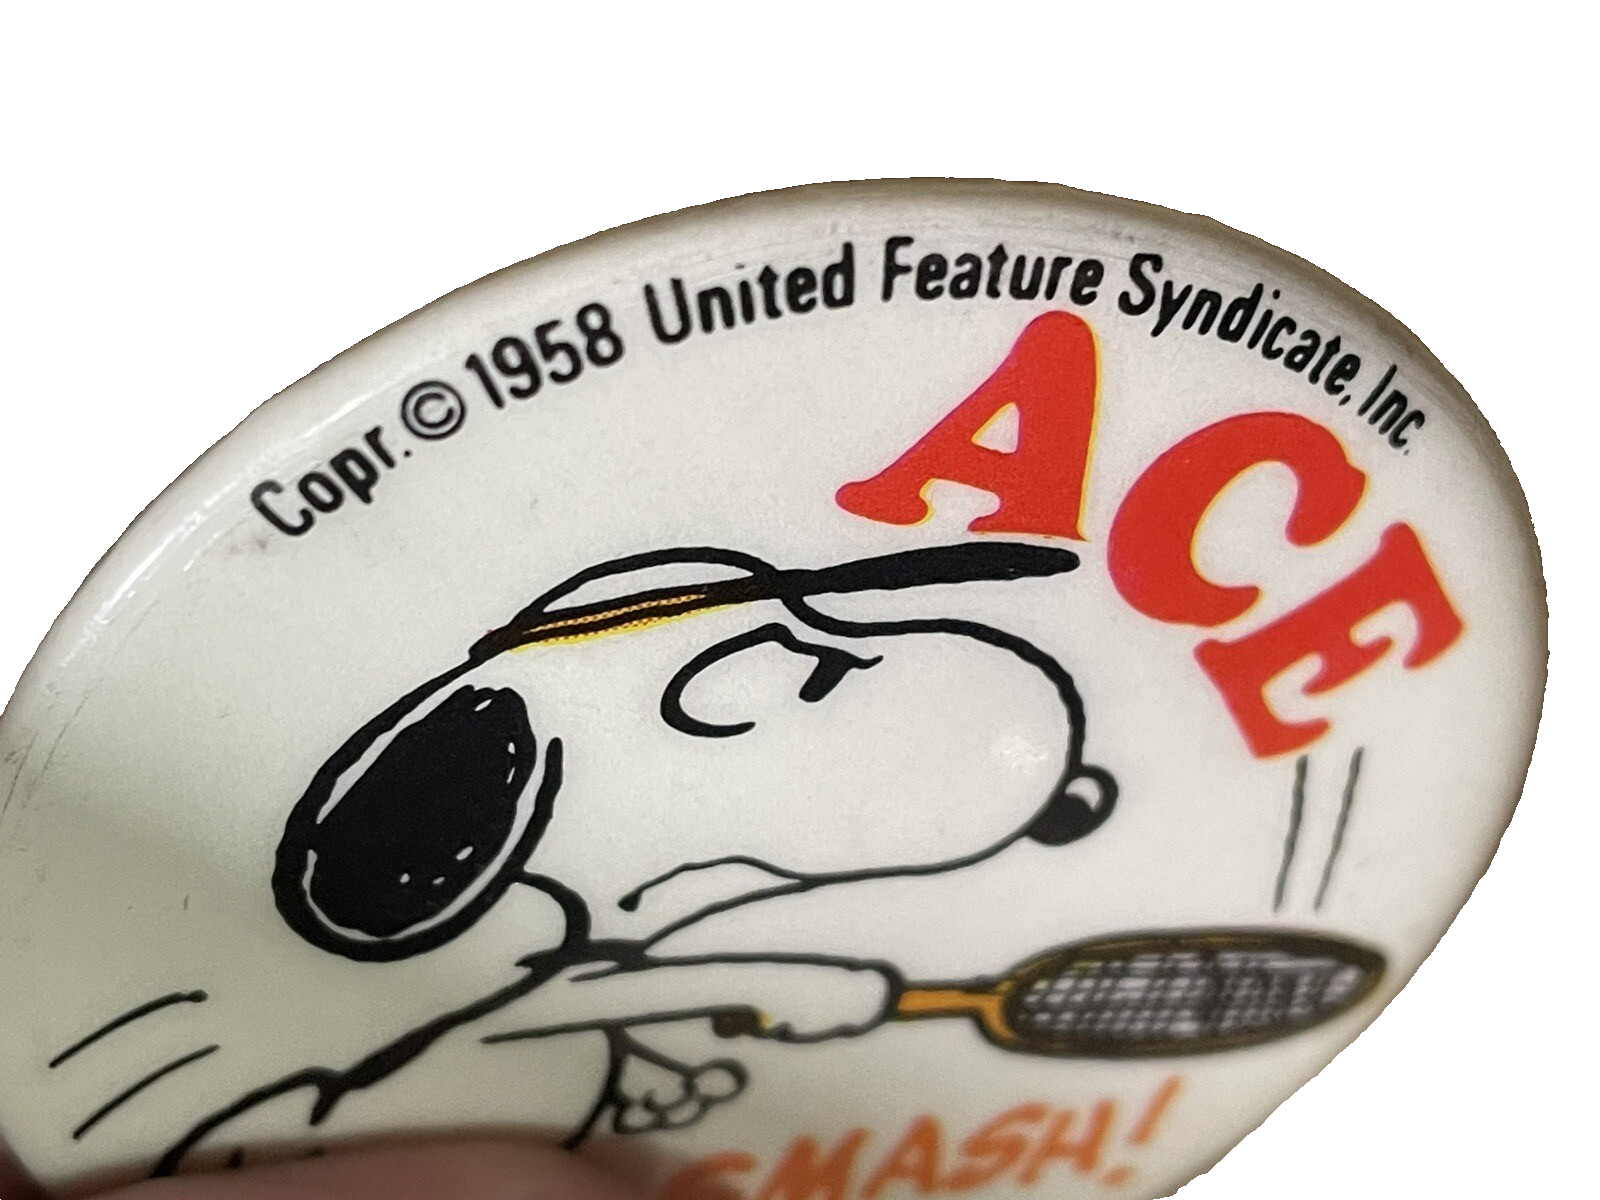 Copr. © 1958 United Feature Syndicate, Inc.
ACE
SMASH!